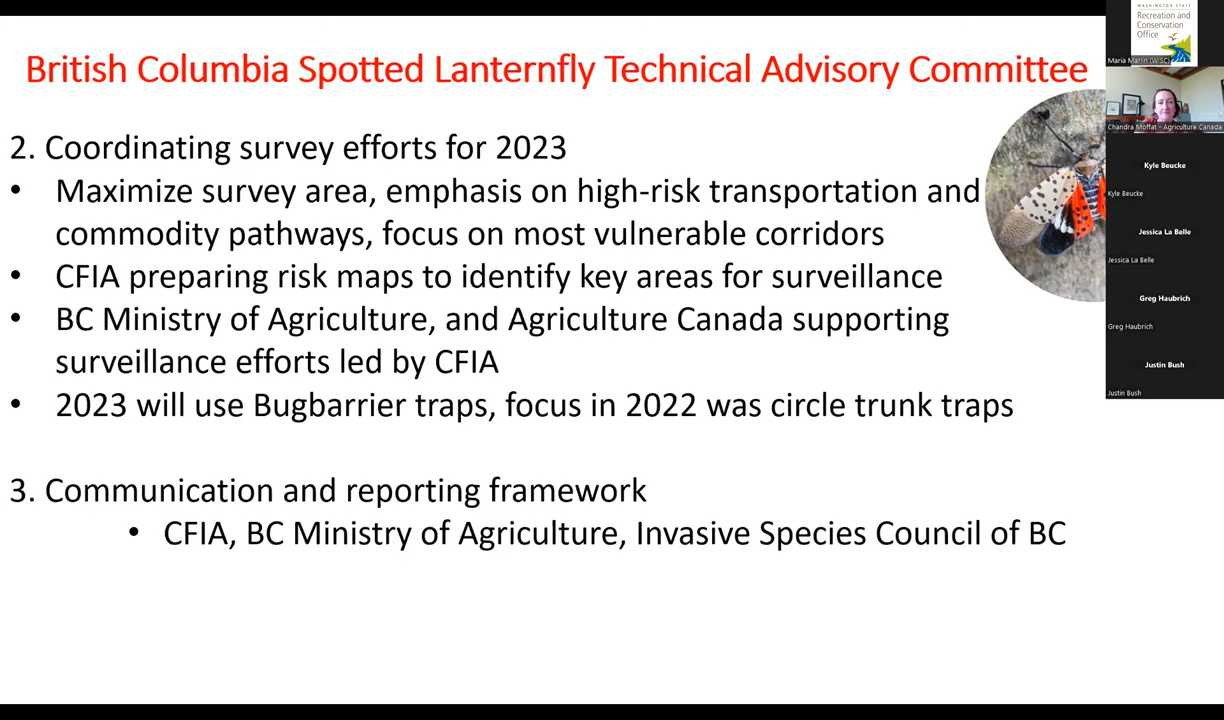 British Columbia Spotted Lanternfly Technical Advisory Committee
2. Coordinating survey efforts for 2023
• Maximize survey area, emphasis on high-risk transportation and
commodity pathways, focus on most vulnerable corridors
• CFIA preparing risk maps to identify key areas for surveillance
• BC Ministry of Agriculture, and Agriculture Canada supporting
surveillance efforts led by CFIA
• 2023 will use Bugbarrier traps, focus in 2022 was circle trunk traps
3. Communication and reporting framework
• CFIA, BC Ministry of Agriculture, Invasive Species Council of BC
WASHINGTON STATE
Recreation and
Conservation
Office
Maria Marlin (WISC)
Chandra Moffat - Agriculture Canada
Kyle Beucke
Kyle Beucke
Jessica La Belle
Jessica La Belle
Greg Haubrich
Greg Haubrich
Justin Bush
Justin Bush